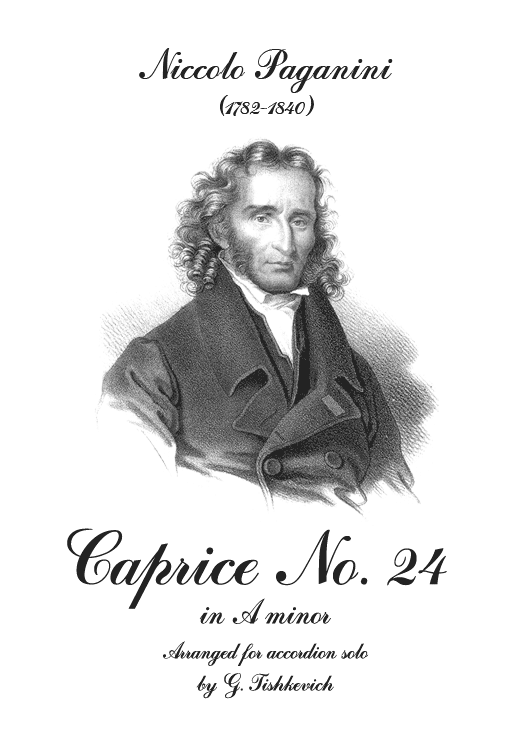 Niccolo Paganini
(1782-1840)
Caprice No. 24
in A minor
Arranged for accordion solo
by G. Tishkevich